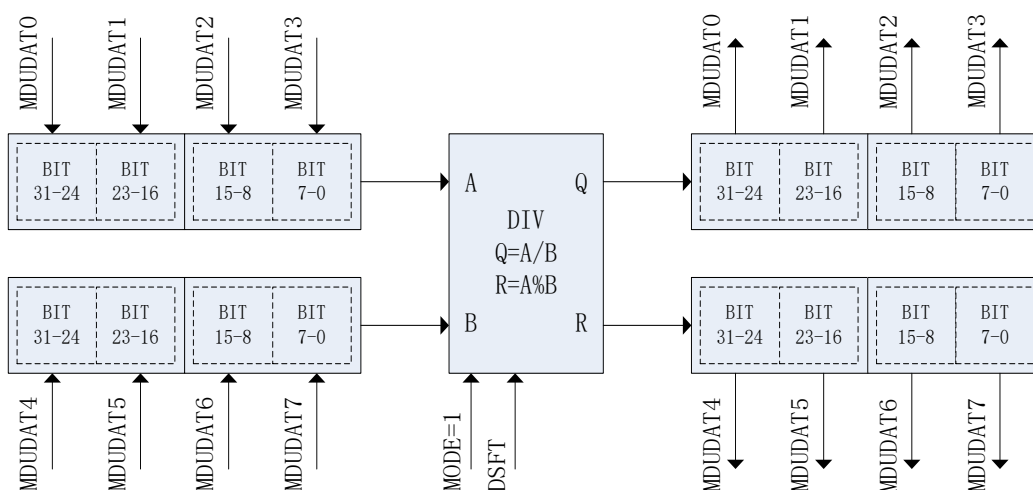 MDUDAT0
MDUDAT1
MDUDAT2
MDUDAT3
MDUDAT0
MDUDAT1
MDUDAT2
MDUDAT3
BIT
31-24
BIT
23-16
BIT
15-8
BIT
7-0
A
Q
DIV
Q=A/B
R=A%B
B
R
BIT
31-24
BIT
23-16
BIT
15-8
BIT
7-0
BIT
31-24
BIT
23-16
BIT
15-8
BIT
7-0
BIT
31-24
BIT
23-16
BIT
15-8
BIT
7-0
MDUDAT4
MDUDAT5
MDUDAT6
MDUDAT7
MODE=1
DSFT
MDUDAT4
MDUDAT5
MDUDAT6
MDUDAT7